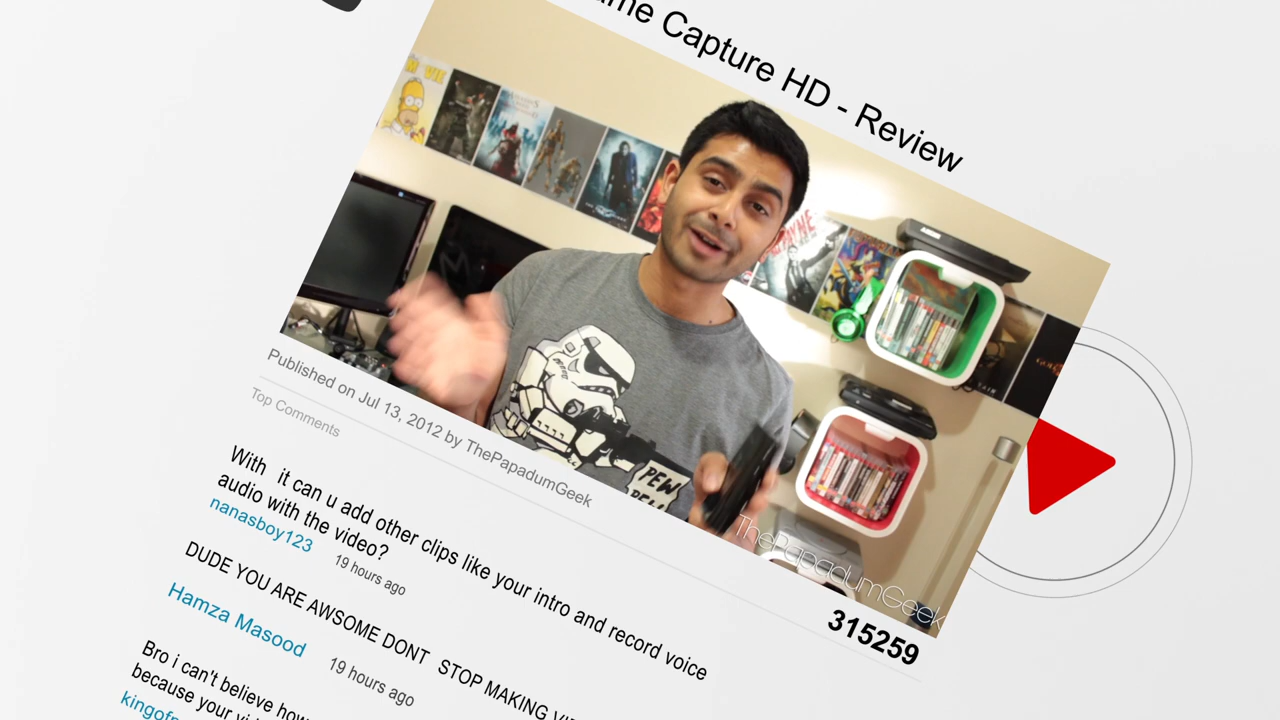 Capture HD - Review
Published on Jul 13, 2012 by ThePapadumGeek
315259
PEW
ThePapadumGeek
Top Comments
With it can u add other clips like your intro and record voice
audio with the video?
nanasboy123 19 hours ago
DUDE YOU ARE AWSOME DONT STOP MAKING
Hamza Masood 19 hours ago
Bro i can't believe how
because your